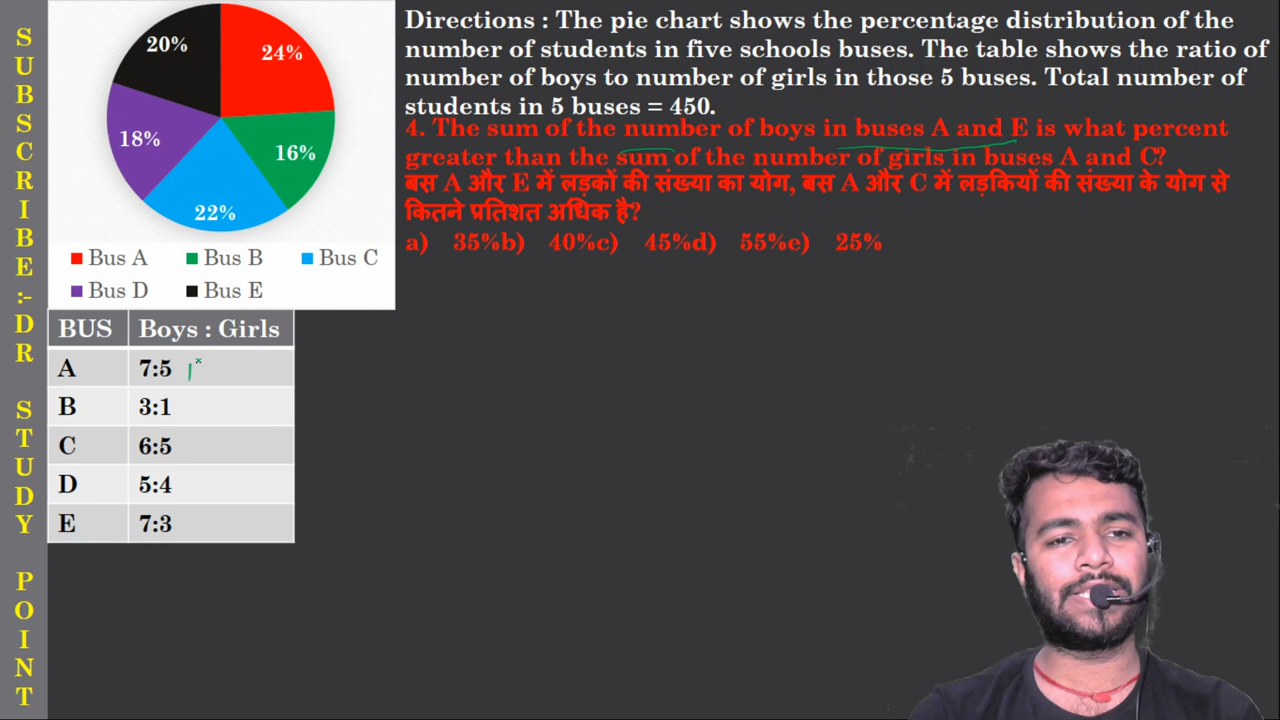 SUBSCRIBE:-DR STUDY POINT
20%
24%
18%
16%
22%
Bus A Bus B Bus C
Bus D Bus E
Directions : The pie chart shows the percentage distribution of the
number of students in five schools buses. The table shows the ratio of
number of boys to number of girls in those 5 buses. Total number of
students in 5 buses = 450.
4. The sum of the number of boys in buses A and E is what percent
greater than the sum of the number of girls in buses A and C?
बस A और E में लड़कों की संख्या का योग, बस A और C में लड़कियों की संख्या के योग से
कितने प्रतिशत अधिक है?
a) 35%b) 40%c) 45%d) 55%e) 25%
BUS Boys : Girls
A 7:5
B 3:1
C 6:5
D 5:4
E 7:3